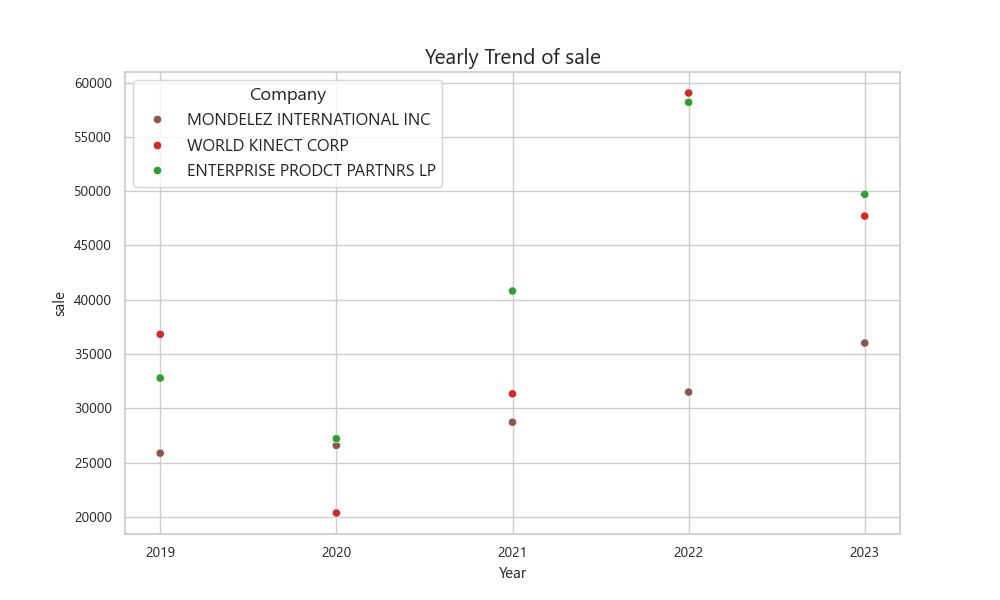 Yearly Trend of sale
Company
MONDELEZ INTERNATIONAL INC
WORLD KINECT CORP
ENTERPRISE PRODCT PARTNRS LP
60000
55000
50000
45000
40000
35000
30000
25000
20000
sale
2019 2020 2021 2022 2023
Year